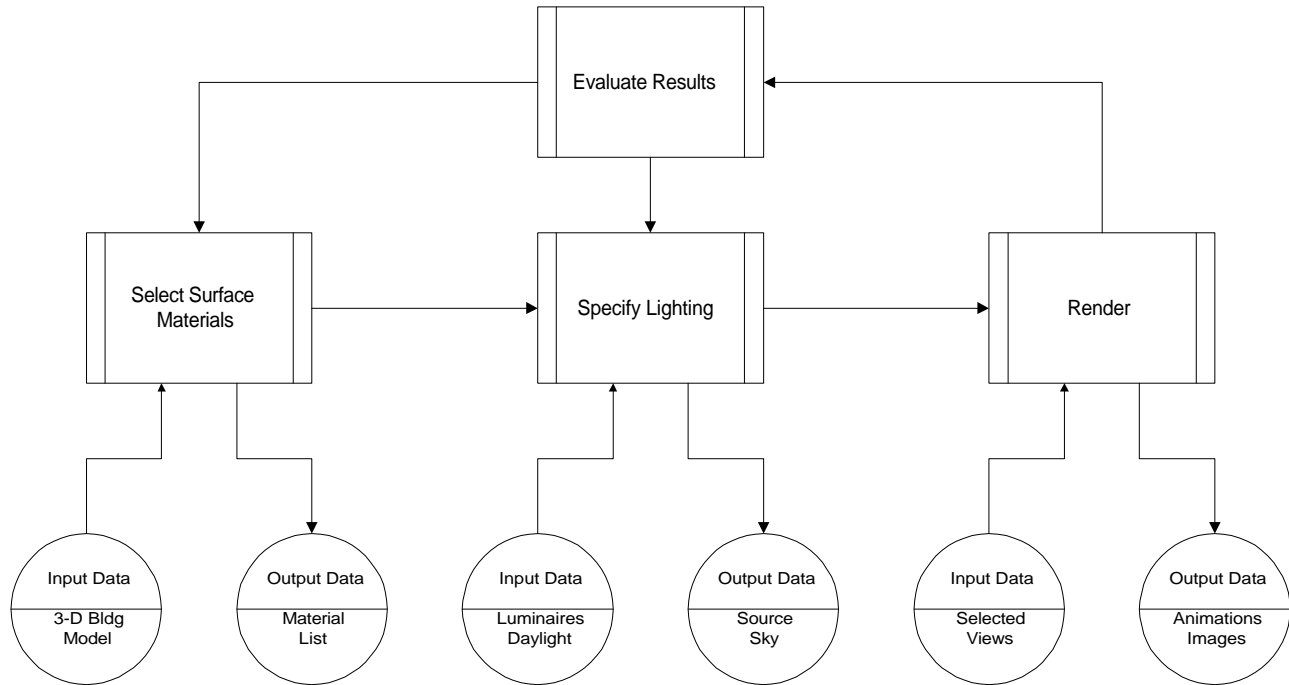 Evaluate Results
Select Surface
Materials
Specify Lighting
Render
Input Data
3-D Bldg
Model
Output Data
Material
List
Input Data
Luminaires
Daylight
Output Data
Source
Sky
Input Data
Selected
Views
Output Data
Animations
Images